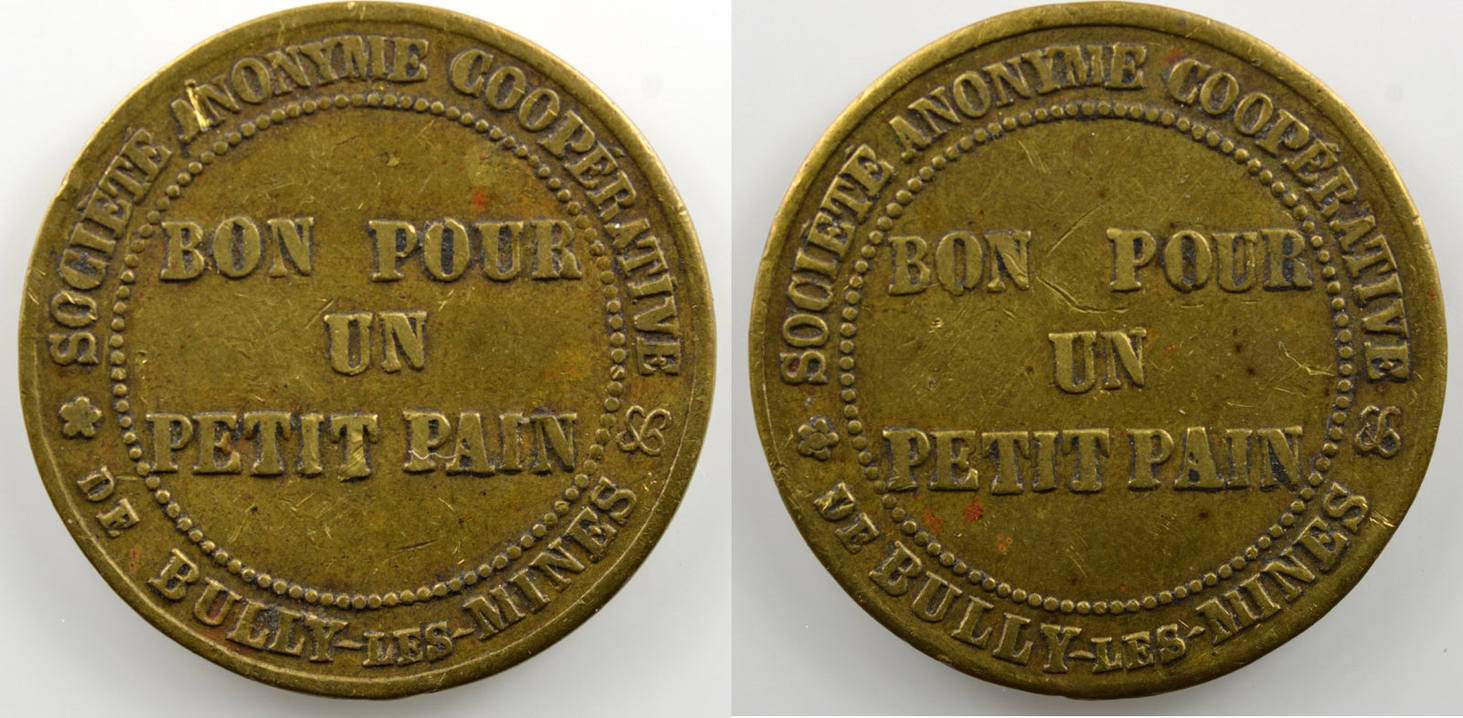 SOCIÉTÉ ANONYME COOPÉRATIVE
BON POUR
UN
PETIT PAIN
DE BULLY-LES-MINES
SOCIÉTÉ ANONYME COOPÉRATIVE
BON POUR
UN
PETIT PAIN
DE BULLY-LES-MINES